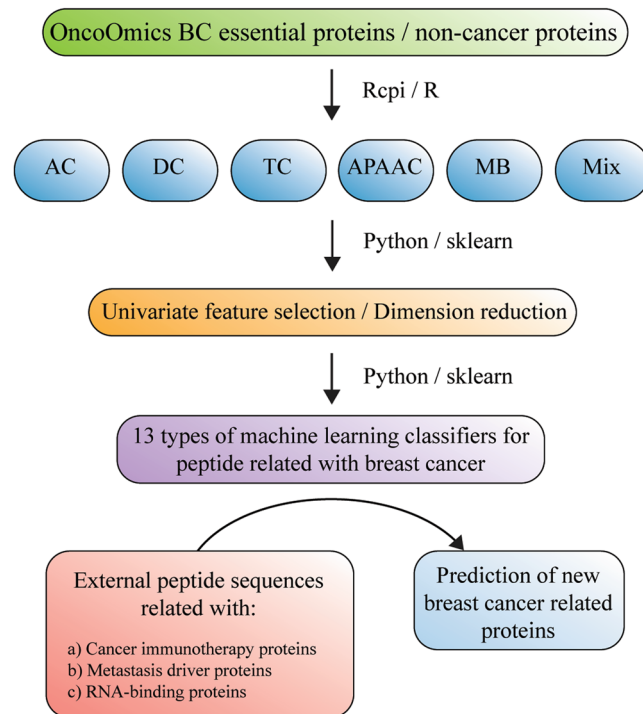 OncoOmics BC essential proteins / non-cancer proteins
Rcpi / R
AC DC TC APAAC MB Mix
Python / sklearn
Univariate feature selection / Dimension reduction
Python / sklearn
13 types of machine learning classifiers for
peptide related with breast cancer
External peptide sequences
related with:
a) Cancer immunotherapy proteins
b) Metastasis driver proteins
c) RNA-binding proteins
Prediction of new
breast cancer related
proteins